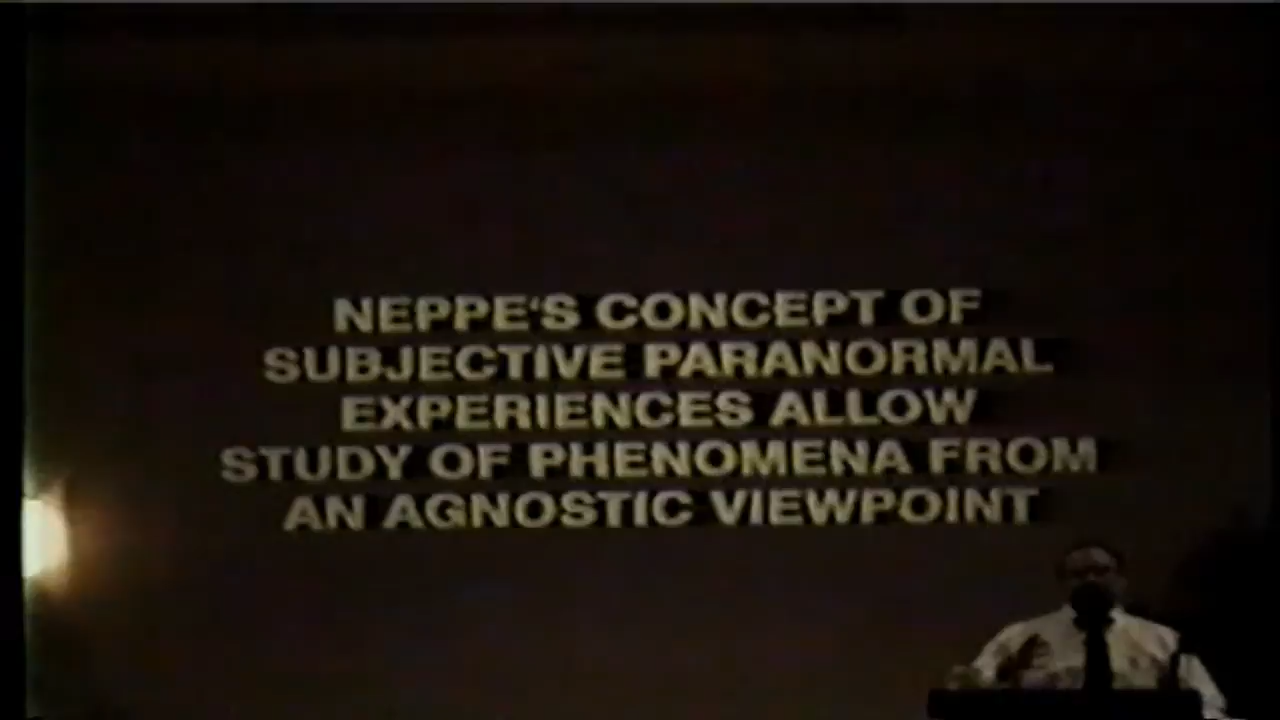 NEPPE'S CONCEPT OF
SUBJECTIVE PARANORMAL
EXPERIENCES ALLOW
STUDY OF PHENOMENA FROM
AN AGNOSTIC VIEWPOINT